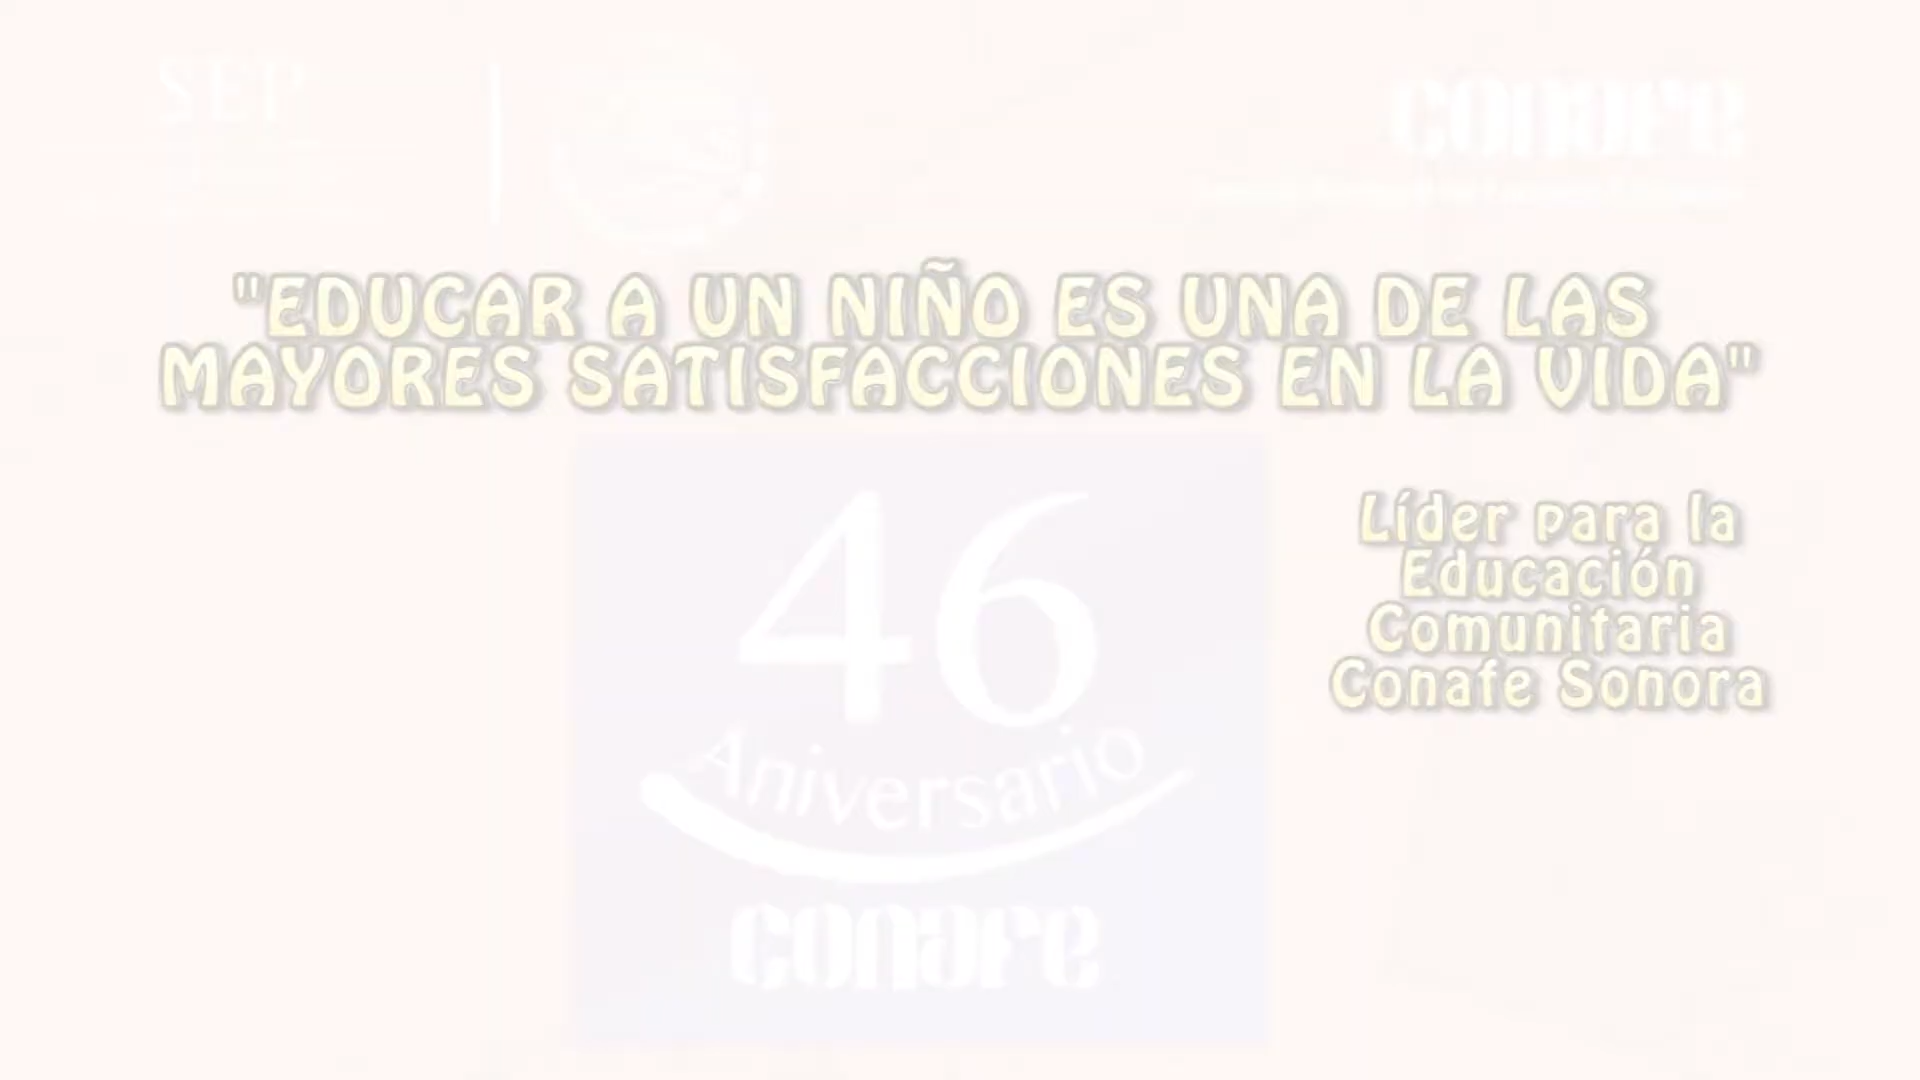 SEP
conafe
"EDUCAR A UN NIÑO ES UNA DE LAS
MAYORES SATISFACCIONES EN LA VIDA"
Líder para la
Educación
Comunitaria
Conafe Sonora
46
Aniversario
conafe